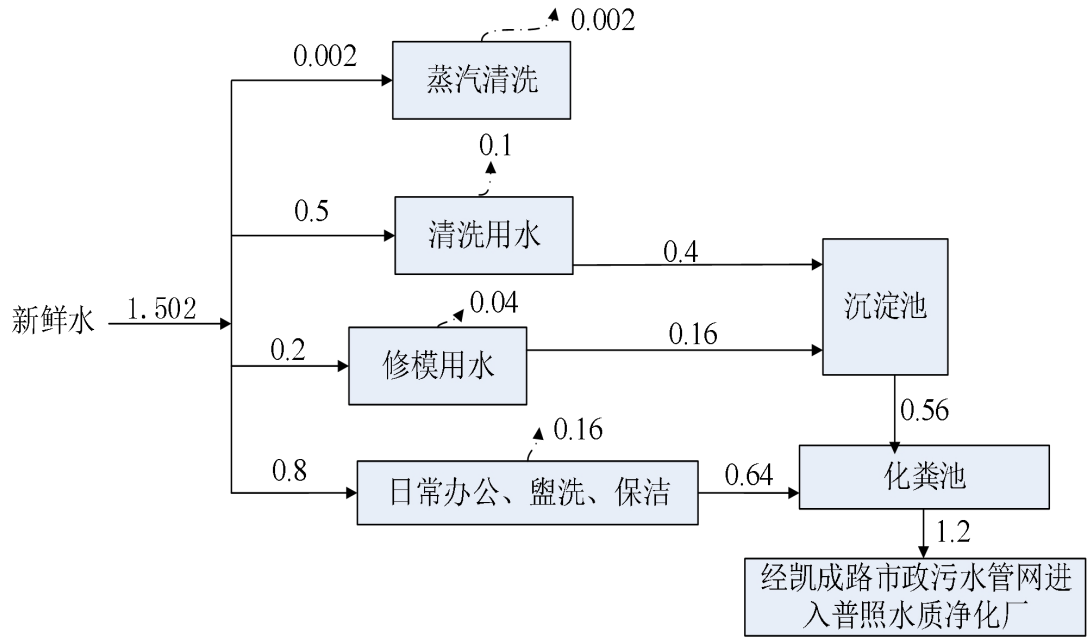 0.002
0.002
蒸汽清洗
0.1
0.5
清洗用水
0.4
沉淀池
新鲜水
1.502
0.04
0.2
修模用水
0.16
0.56
0.16
0.8
日常办公、盥洗、保洁
0.64
化粪池
1.2
经凯成路市政污水管网进
入普照水质净化厂